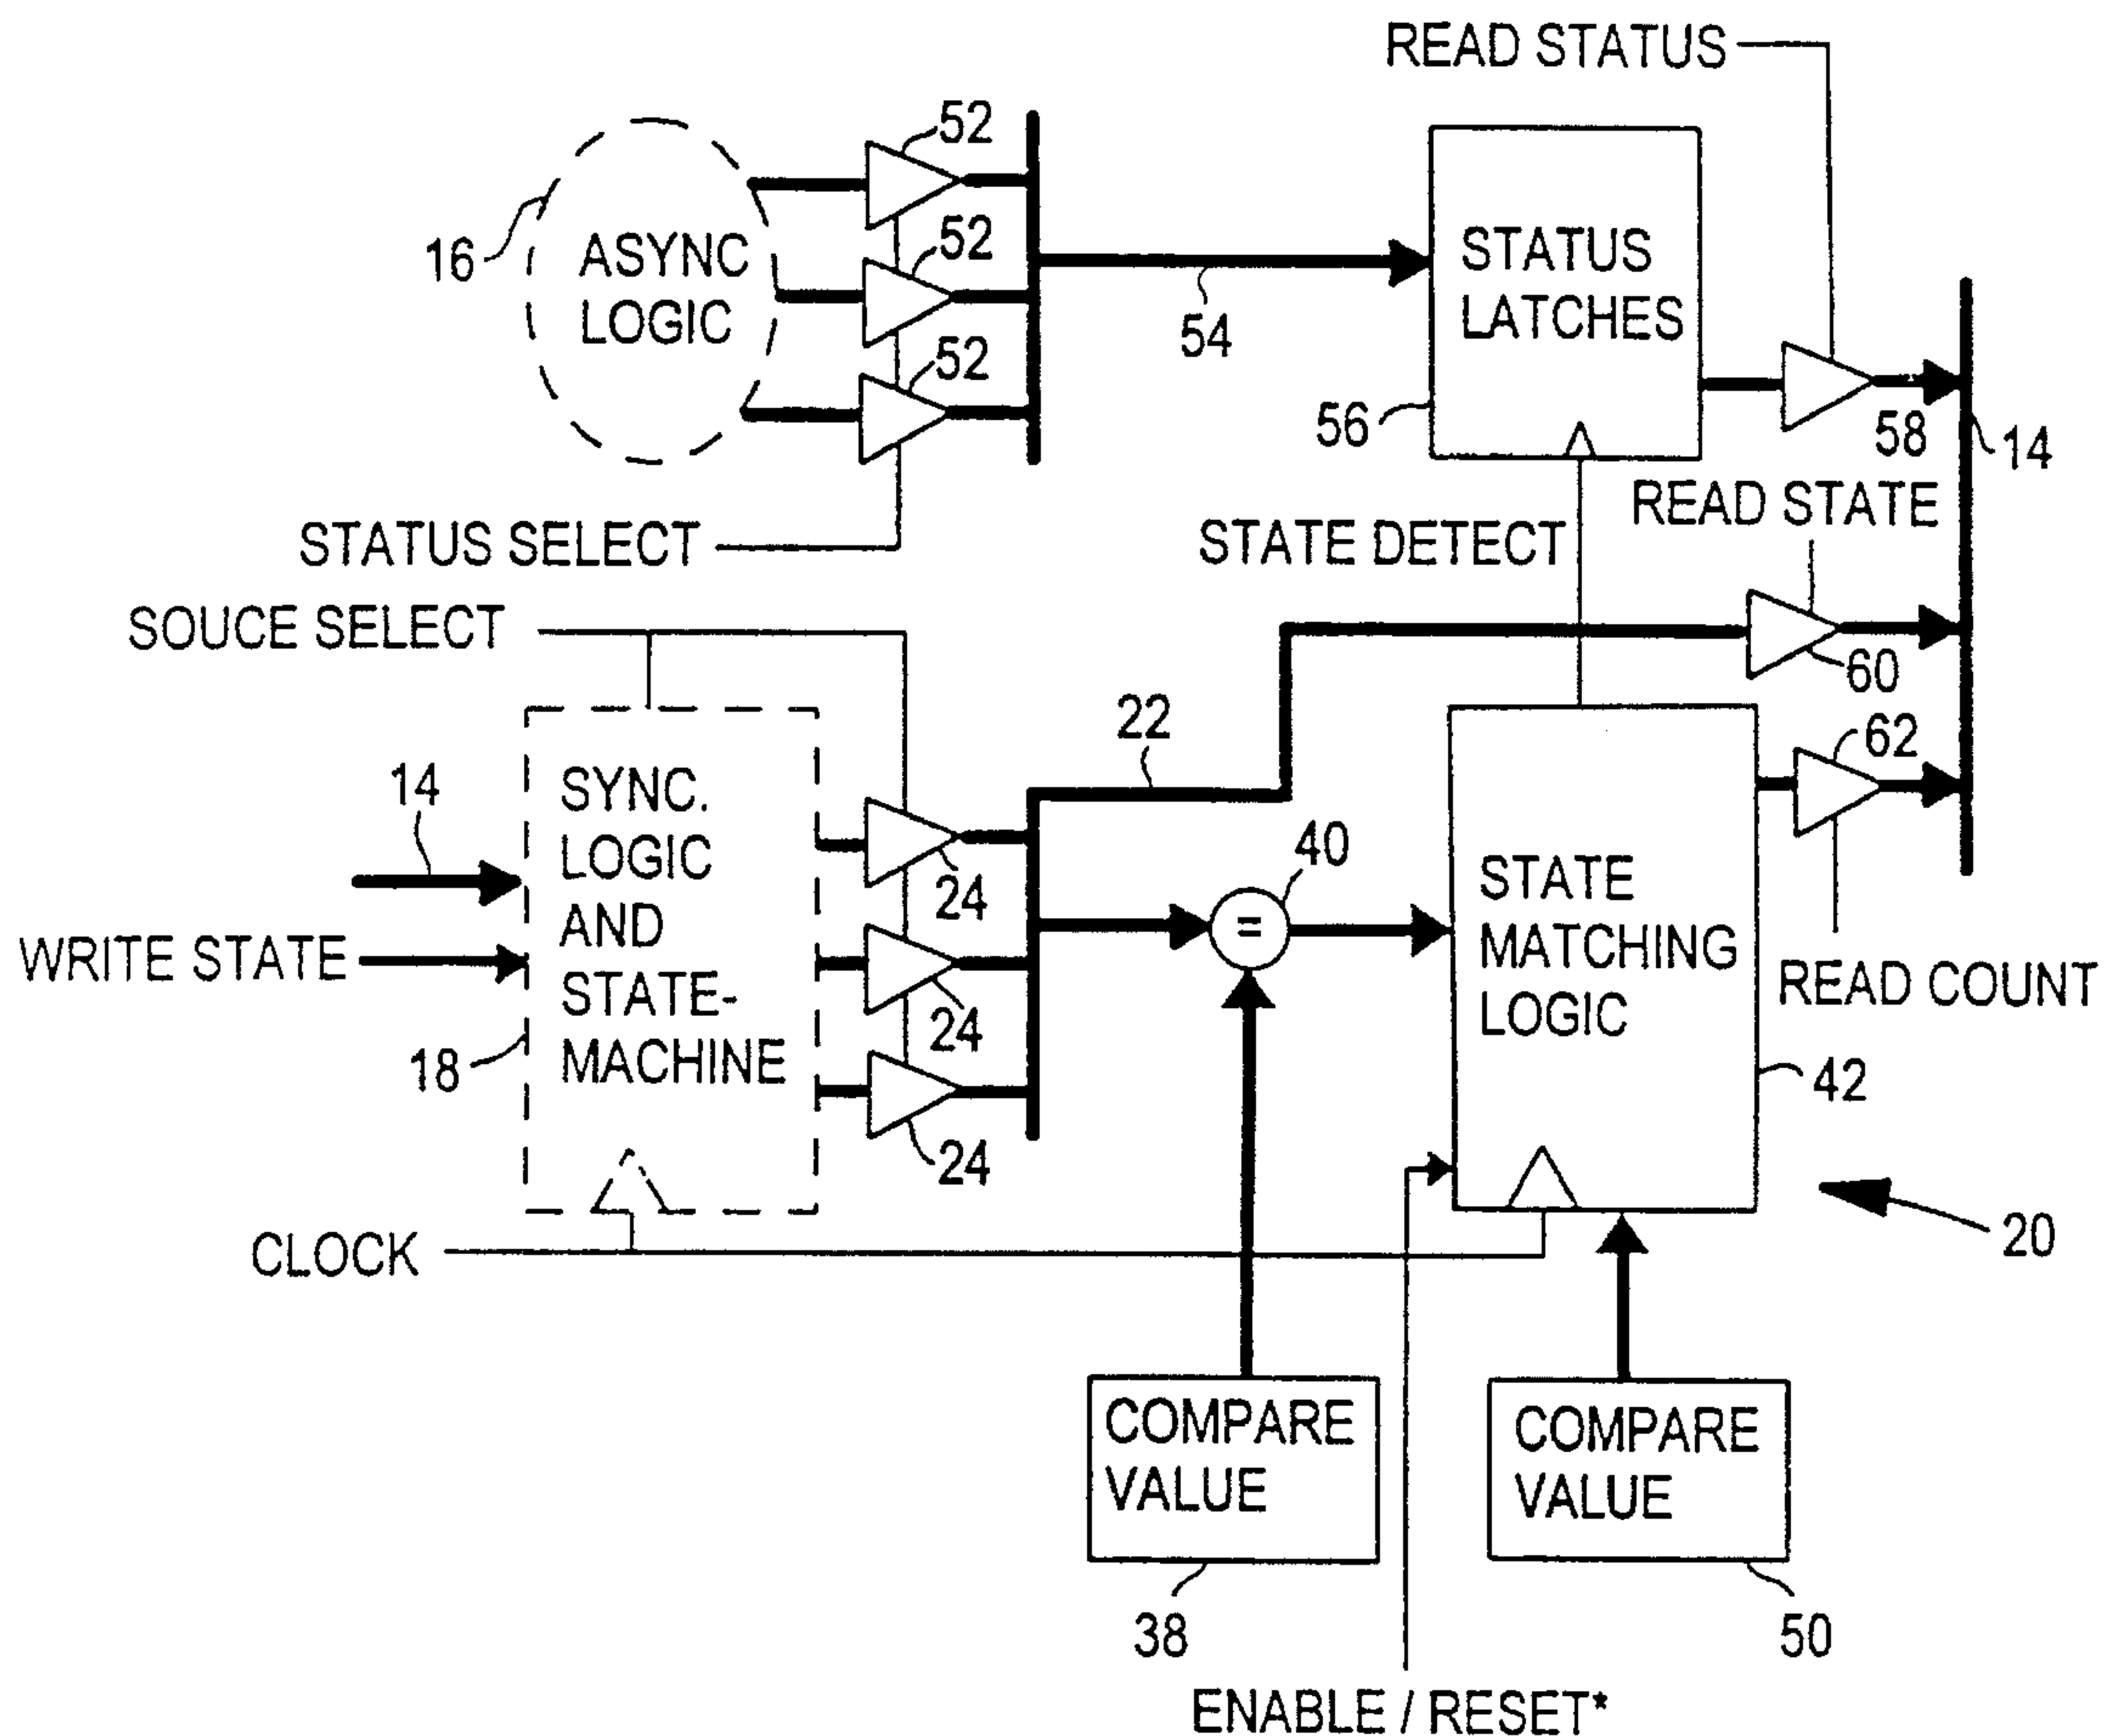 READ STATUS
52
16
ASYNC
LOGIC
52
52
54
STATUS
LATCHES
56
58
14
STATUS SELECT
STATE DETECT
READ STATE
SOUCE SELECT
60
22
62
14
WRITE STATE
SYNC.
LOGIC
AND
STATE-
MACHINE
18
24
24
24
40
=
STATE
MATCHING
LOGIC
READ COUNT
42
20
CLOCK
COMPARE
VALUE
38
COMPARE
VALUE
50
ENABLE / RESET*